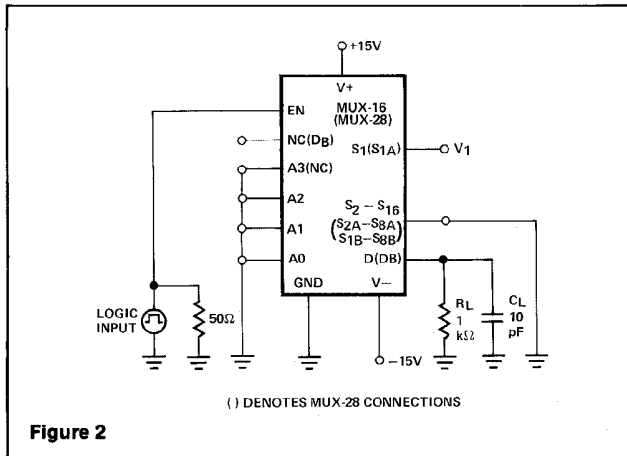 +15V
V+
EN
MUX-16
(MUX-28)
NC(DB)
S1(S1A)
V1
A3(NC)
A2
S2 – S16
(S2A–S8A)
(S1B–S8B)
A1
A0
D(DB)
GND
V–
LOGIC
INPUT
50Ω
RL
1
kΩ
CL
10
pF
–15V
( ) DENOTES MUX-28 CONNECTIONS
Figure 2